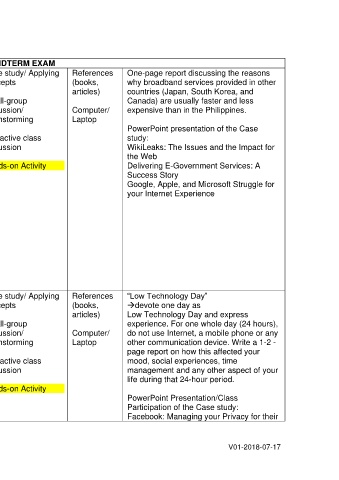 DTERM EXAM
e study/ Applying
epts
ll-group
ussion/
nstorming
active class
ussion
ds-on Activity
References
(books,
articles)
Computer/
Laptop
One-page report discussing the reasons
why broadband services provided in other
countries (Japan, South Korea, and
Canada) are usually faster and less
expensive than in the Philippines.
PowerPoint presentation of the Case
study:
WikiLeaks: The Issues and the Impact for
the Web
Delivering E-Government Services: A
Success Story
Google, Apple, and Microsoft Struggle for
your Internet Experience
e study/ Applying
epts
ll-group
ussion/
nstorming
active class
ussion
ds-on Activity
References
(books,
articles)
Computer/
Laptop
“Low Technology Day”
→devote one day as
Low Technology Day and express
experience. For one whole day (24 hours),
do not use Internet, a mobile phone or any
other communication device. Write a 1-2 -
page report on how this affected your
mood, social experiences, time
management and any other aspect of your
life during that 24-hour period.
PowerPoint Presentation/Class
Participation of the Case study:
Facebook: Managing your Privacy for their
V01-2018-07-17